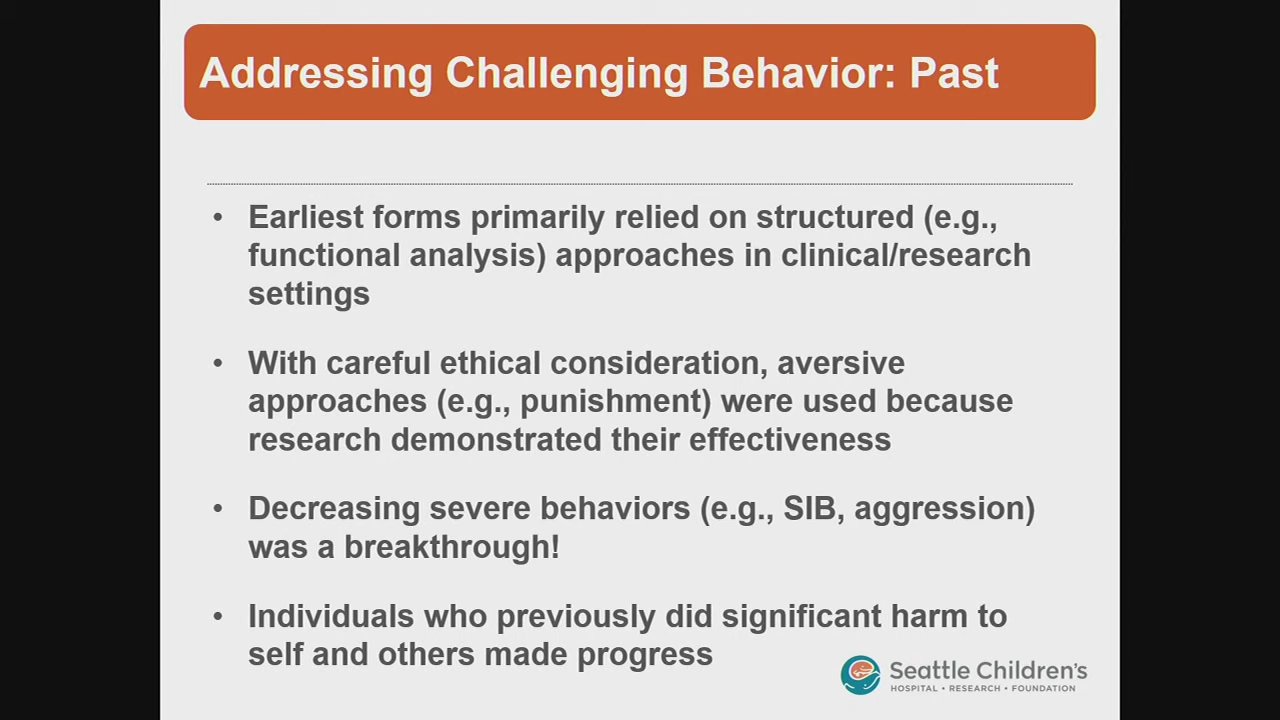 Addressing Challenging Behavior: Past
• Earliest forms primarily relied on structured (e.g.,
functional analysis) approaches in clinical/research
settings
• With careful ethical consideration, aversive
approaches (e.g., punishment) were used because
research demonstrated their effectiveness
• Decreasing severe behaviors (e.g., SIB, aggression)
was a breakthrough!
• Individuals who previously did significant harm to
self and others made progress
Seattle Children's
HOSPITAL • RESEARCH • FOUNDATION